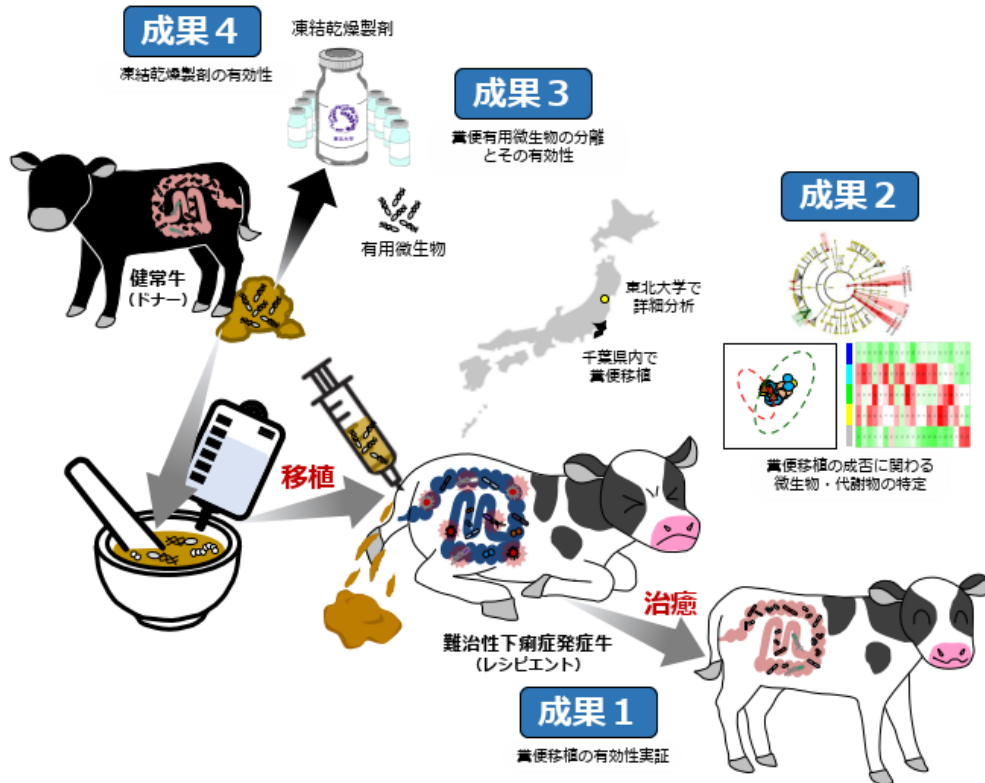 成果４
凍結乾燥製剤の有効性
凍結乾燥製剤
成果３
糞便有用微生物の分離
とその有効性
有用微生物
成果２
健常牛
（ドナー）
東北大学で
詳細分析
千葉県内で
糞便移植
糞便移植の成否に関わる
微生物・代謝物の特定
移植
治癒
難治性下痢症発症牛
（レシピエント）
成果１
糞便移植の有効性実証